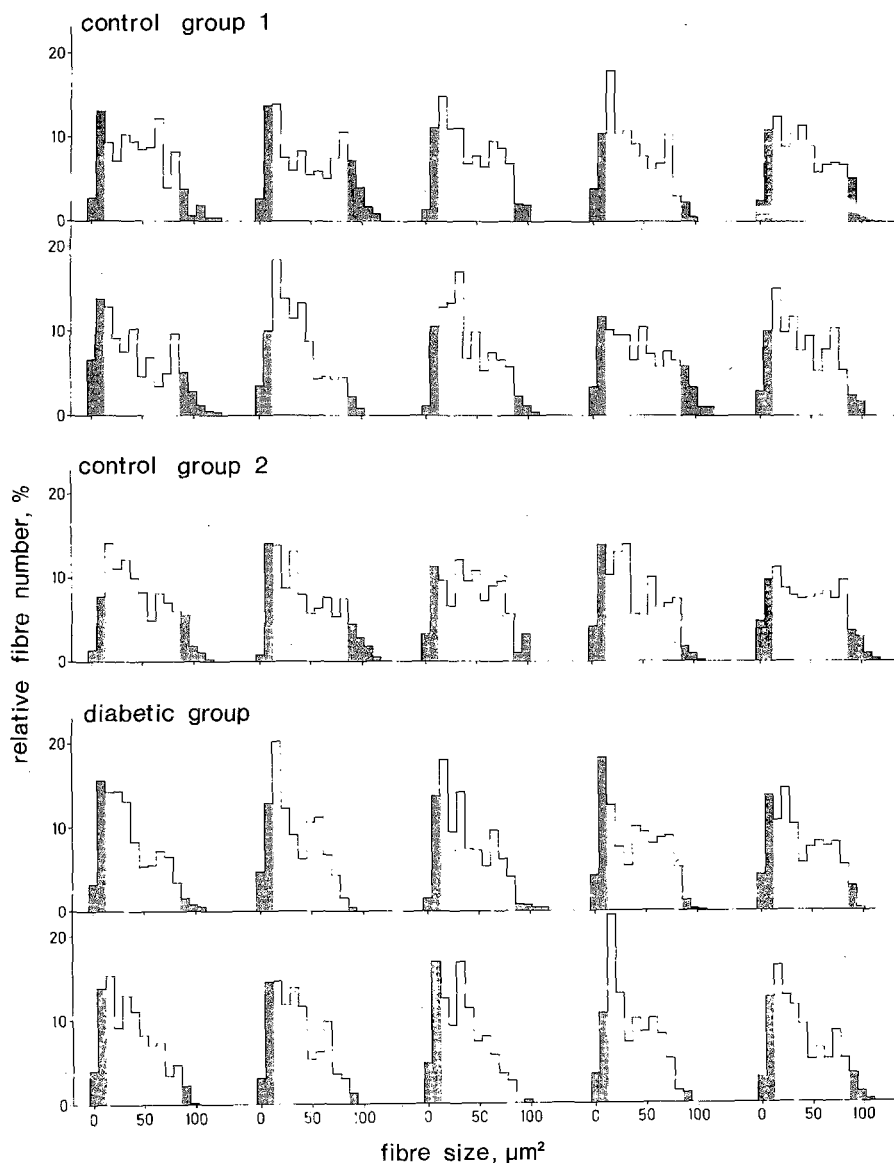 control group 1
20
10
0
20
10
0
control group 2
20
10
0
diabetic group
20
10
0
20
10
0
0 50 100 0 50 100 0 50 100 0 50 100 0 50 100
relative fibre number, %
fibre size, µm²